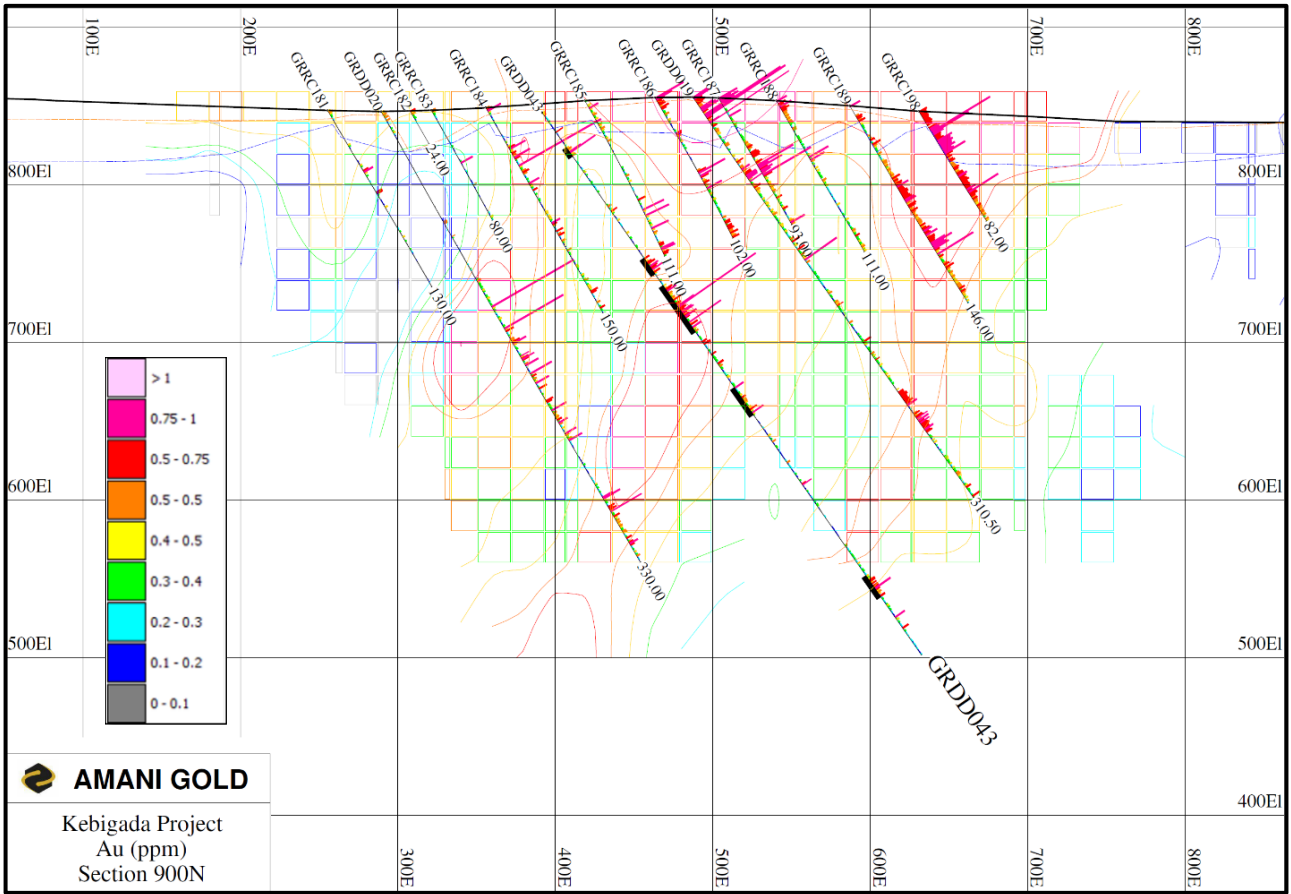 100E
200E
500E
700E
800E
GRRC181
GRDD020
GRRC182
GRRC183
GRRC184
GRDD043
GRRC185
GRRC186
GRDD019
GRRC187
GRRC188
GRRC189
GRRC198
800El
800El
24.00
80.00
130.00
150.00
111.00
102.00
93.00
111.00
82.00
146.00
700El
700El
> 1
0.75 - 1
0.5 - 0.75
0.5 - 0.5
0.4 - 0.5
0.3 - 0.4
0.2 - 0.3
0.1 - 0.2
0 - 0.1
600El
600El
310.50
330.00
500El
500El
GRDD043
400El
AMANI GOLD
Kebigada Project
Au (ppm)
Section 900N
300E
400E
500E
600E
700E
800E